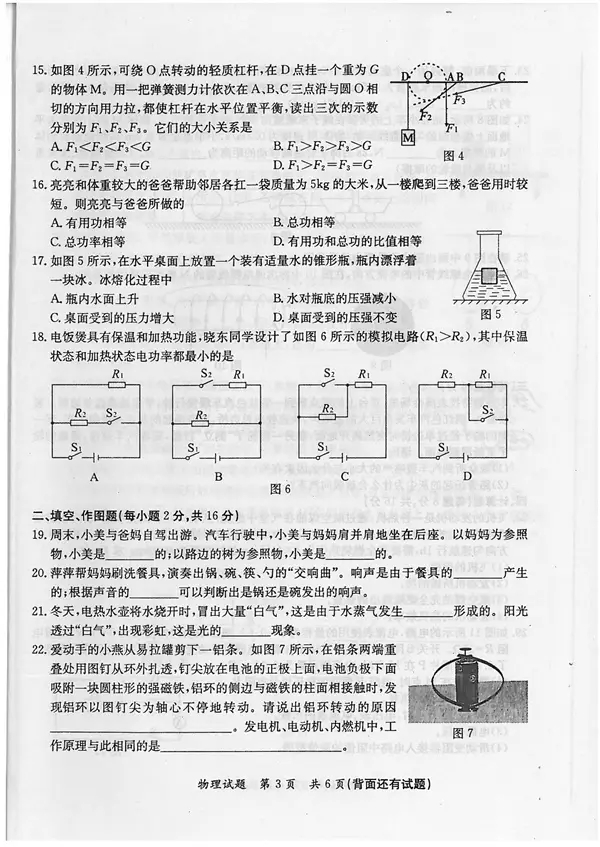 15. 如图4所示,可绕O点转动的轻质杠杆,在D点挂一个重为G
的物体M。用一把弹簧测力计依次在A、B、C三点沿与圆O相
切的方向用力拉,都使杠杆在水平位置平衡,读出三次的示数
分别为F₁、F₂、F₃。它们的大小关系是
A. F₁<F₂<F₃<G
B. F₁>F₂>F₃>G
C. F₁=F₂=F₃=G
D. F₁>F₂=F₃=G
D O A B C
F₃
F₂
F₁
M
图4
16. 亮亮和体重较大的爸爸帮助邻居各扛一袋质量为5kg的大米,从一楼爬到三楼,爸爸用时较
短。则亮亮与爸爸所做的
A. 有用功相等
B. 总功相等
C. 总功率相等
D. 有用功和总功的比值相等
17. 如图5所示,在水平桌面上放置一个装有适量水的锥形瓶,瓶内漂浮着
一块冰。冰熔化过程中
A. 瓶内水面上升
B. 水对瓶底的压强减小
C. 桌面受到的压力增大
D. 桌面受到的压强不变
图5
18. 电饭煲具有保温和加热功能,晓东同学设计了如图6所示的模拟电路(R₁>R₂),其中保温
状态和加热状态电功率都最小的是
R₁
R₂ S₂
S₁
A
S₂ R₁
R₂
S₁
B
S₂ R₁
R₂
S₁
C
R₂ R₁
S₂
S₁
D
图6
二、填空、作图题(每小题2分,共16分)
19. 周末,小美与爸妈自驾出游。汽车行驶中,小美与妈妈肩并肩地坐在后座。以妈妈为参照
物,小美是______的;以路边的树为参照物,小美是______的。
20. 萍萍帮妈妈刷洗餐具,演奏出锅、碗、筷、勺的“交响曲”。响声是由于餐具的______产生
的;根据声音的______可以判断出是锅还是碗发出的响声。
21. 冬天,电热水壶将水烧开时,冒出大量“白气”,这是由于水蒸气发生______形成的。阳光
透过“白气”,出现彩虹,这是光的______现象。
22. 爱动手的小燕从易拉罐剪下一铝条。如图7所示,在铝条两端重
叠处用图钉从环外扎透,钉尖放在电池的正极上面,电池负极下面
吸附一块圆柱形的强磁铁,铝环的侧边与磁铁的柱面相接触时,发
现铝环以图钉尖为轴心不停地转动。请说出铝环转动的原因
______________________。发电机、电动机、内燃机中,工
作原理与此相同的是______________________。
图7
物理试题 第3页 共6页(背面还有试题)